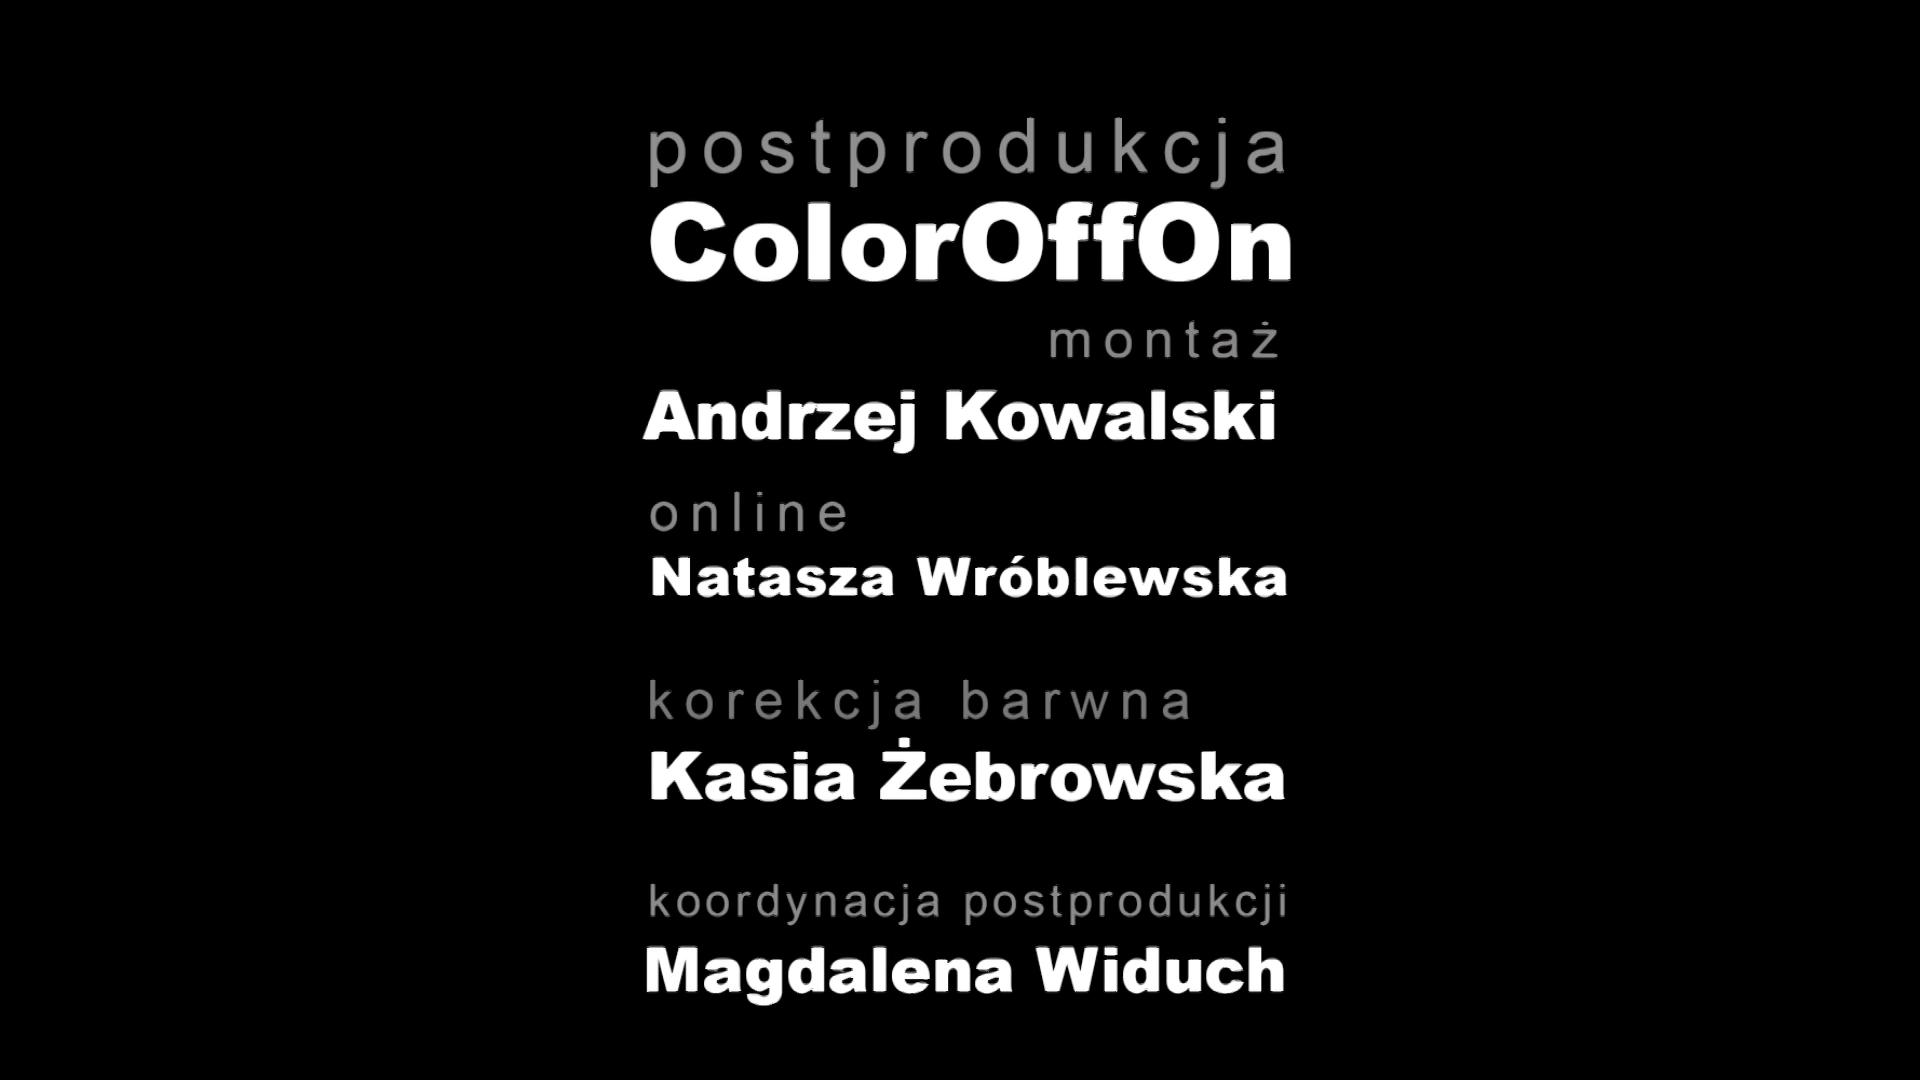 postprodukcja
ColorOffOn
montaż
Andrzej Kowalski
online
Natasza Wróblewska
korekcja barwna
Kasia Żebrowska
koordynacja postprodukcji
Magdalena Widuch